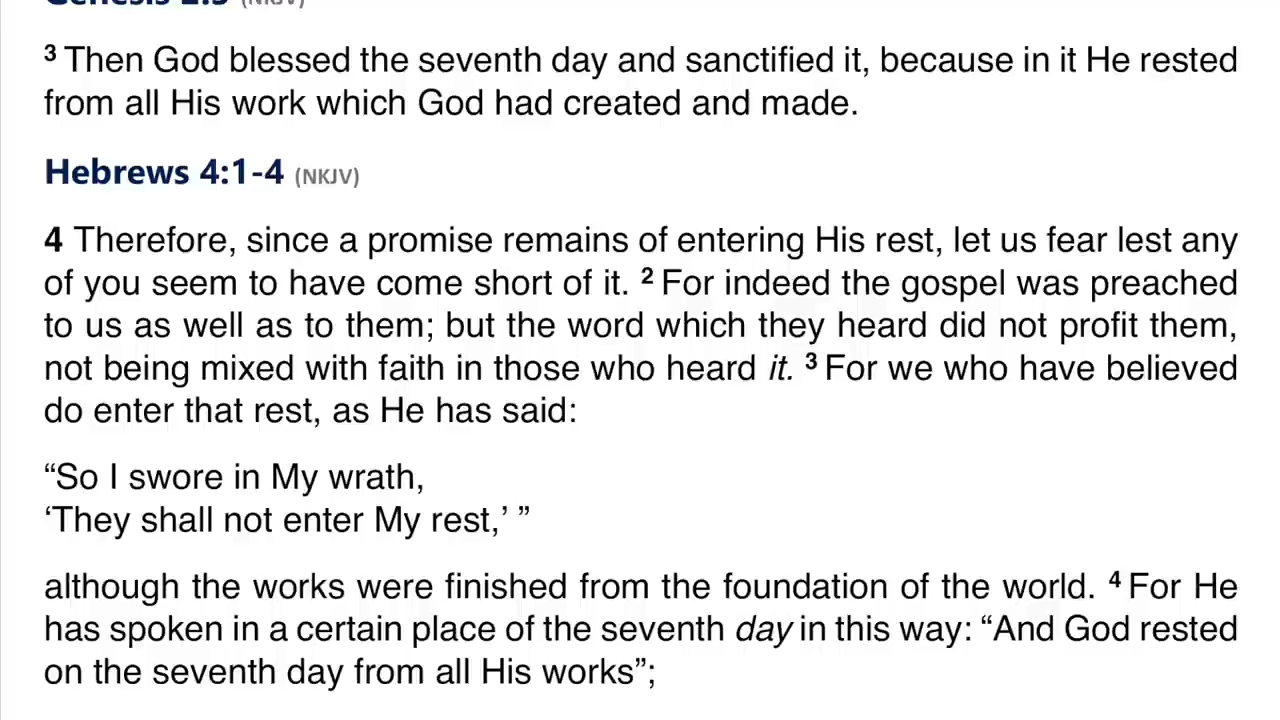 Genesis 2:3 (NKJV)
³ Then God blessed the seventh day and sanctified it, because in it He rested
from all His work which God had created and made.
Hebrews 4:1-4 (NKJV)
4 Therefore, since a promise remains of entering His rest, let us fear lest any
of you seem to have come short of it. ² For indeed the gospel was preached
to us as well as to them; but the word which they heard did not profit them,
not being mixed with faith in those who heard it. ³ For we who have believed
do enter that rest, as He has said:
“So I swore in My wrath,
‘They shall not enter My rest,’ ”
although the works were finished from the foundation of the world. ⁴ For He
has spoken in a certain place of the seventh day in this way: “And God rested
on the seventh day from all His works”;